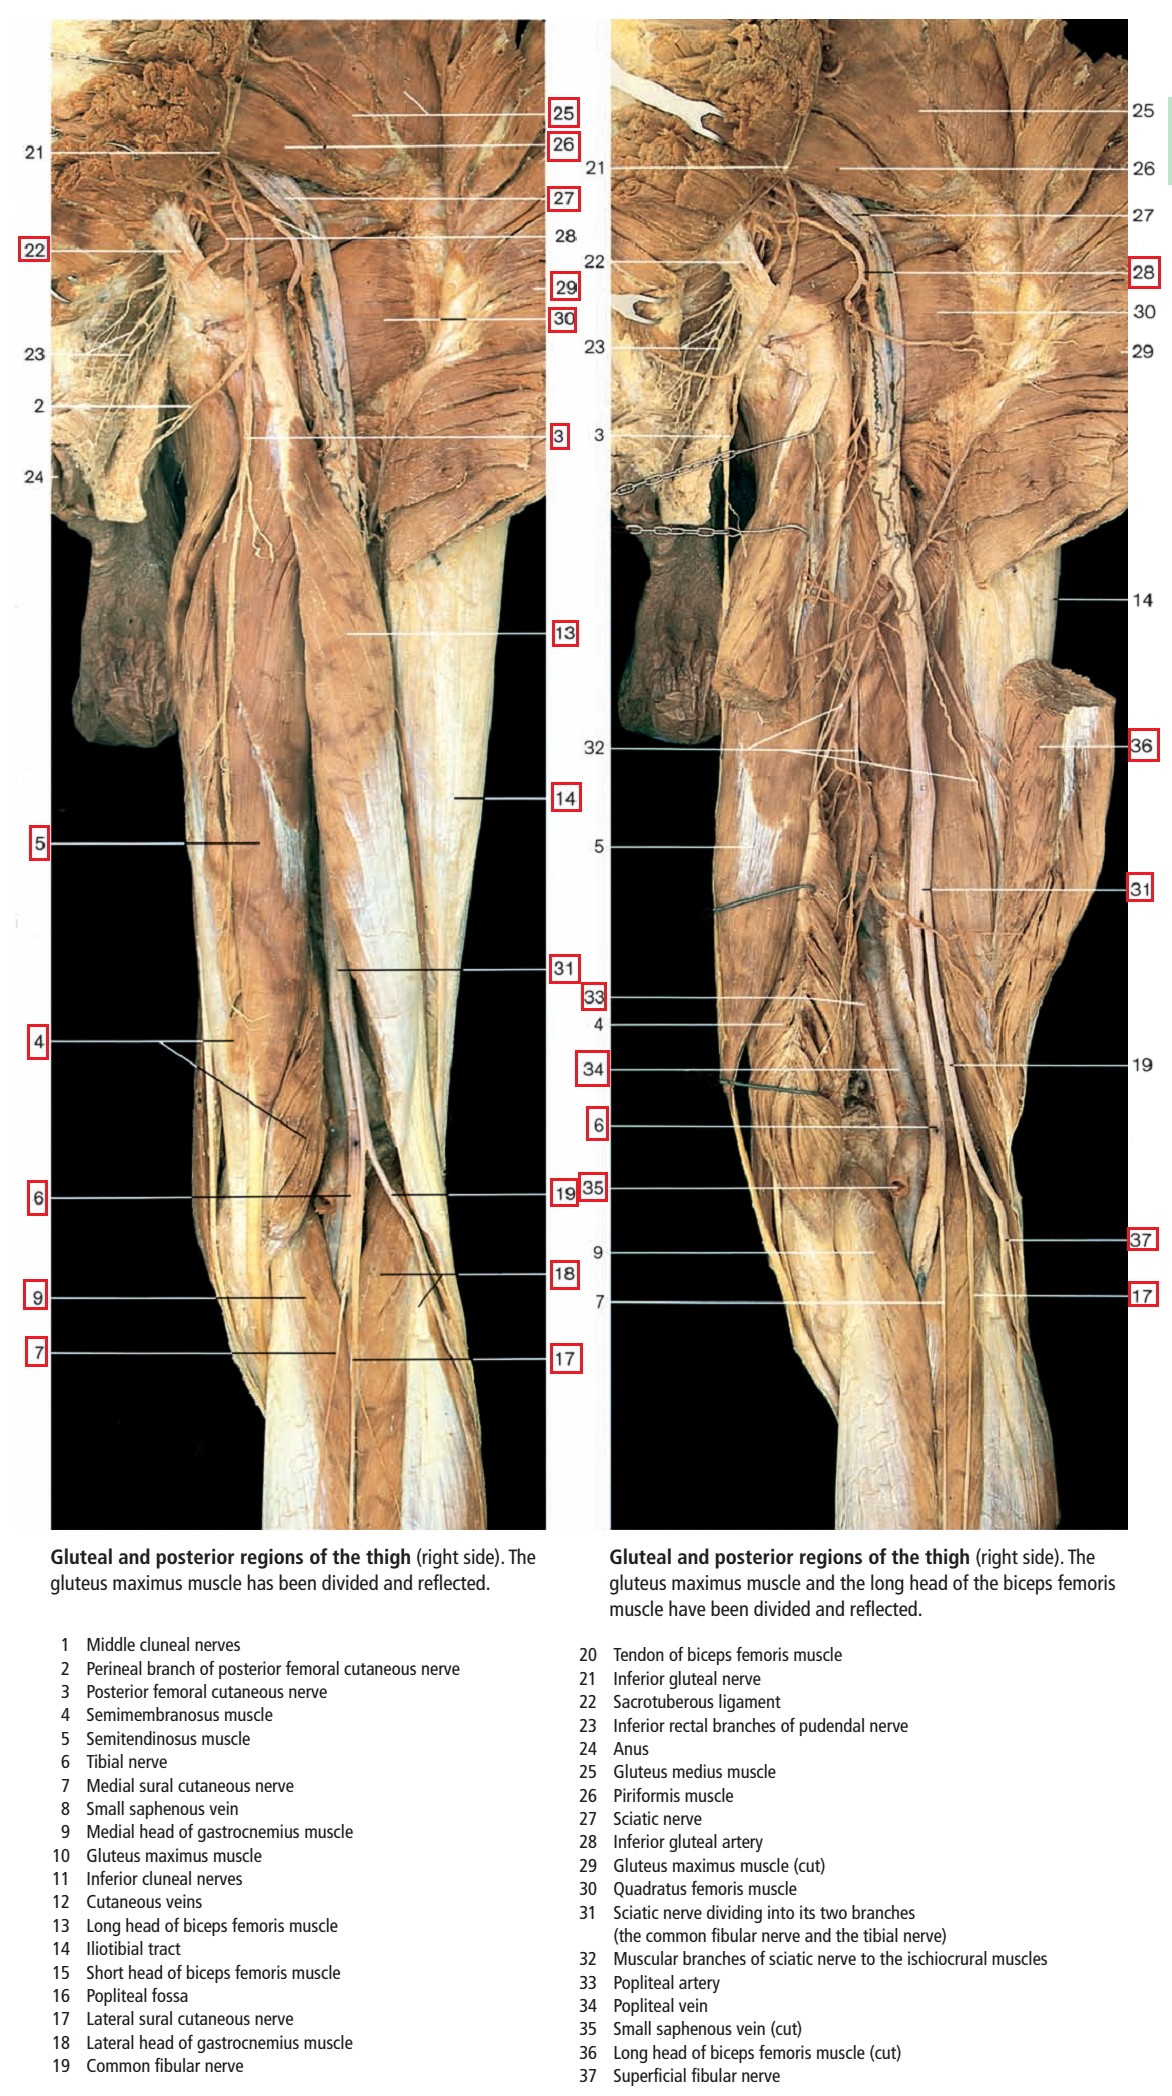 25
26
21
27
28
22
29
30
23
2
3
24
13
14
5
31
4
6
19
18
9
7
17
25
21
26
27
22
28
30
23
29
3
14
32
36
5
31
33
4
34
19
6
35
37
9
17
7
Gluteal and posterior regions of the thigh (right side). The
gluteus maximus muscle has been divided and reflected.
Gluteal and posterior regions of the thigh (right side). The
gluteus maximus muscle and the long head of the biceps femoris
muscle have been divided and reflected.
1 Middle cluneal nerves
2 Perineal branch of posterior femoral cutaneous nerve
3 Posterior femoral cutaneous nerve
4 Semimembranosus muscle
5 Semitendinosus muscle
6 Tibial nerve
7 Medial sural cutaneous nerve
8 Small saphenous vein
9 Medial head of gastrocnemius muscle
10 Gluteus maximus muscle
11 Inferior cluneal nerves
12 Cutaneous veins
13 Long head of biceps femoris muscle
14 Iliotibial tract
15 Short head of biceps femoris muscle
16 Popliteal fossa
17 Lateral sural cutaneous nerve
18 Lateral head of gastrocnemius muscle
19 Common fibular nerve
20 Tendon of biceps femoris muscle
21 Inferior gluteal nerve
22 Sacrotuberous ligament
23 Inferior rectal branches of pudendal nerve
24 Anus
25 Gluteus medius muscle
26 Piriformis muscle
27 Sciatic nerve
28 Inferior gluteal artery
29 Gluteus maximus muscle (cut)
30 Quadratus femoris muscle
31 Sciatic nerve dividing into its two branches
(the common fibular nerve and the tibial nerve)
32 Muscular branches of sciatic nerve to the ischiocrural muscles
33 Popliteal artery
34 Popliteal vein
35 Small saphenous vein (cut)
36 Long head of biceps femoris muscle (cut)
37 Superficial fibular nerve